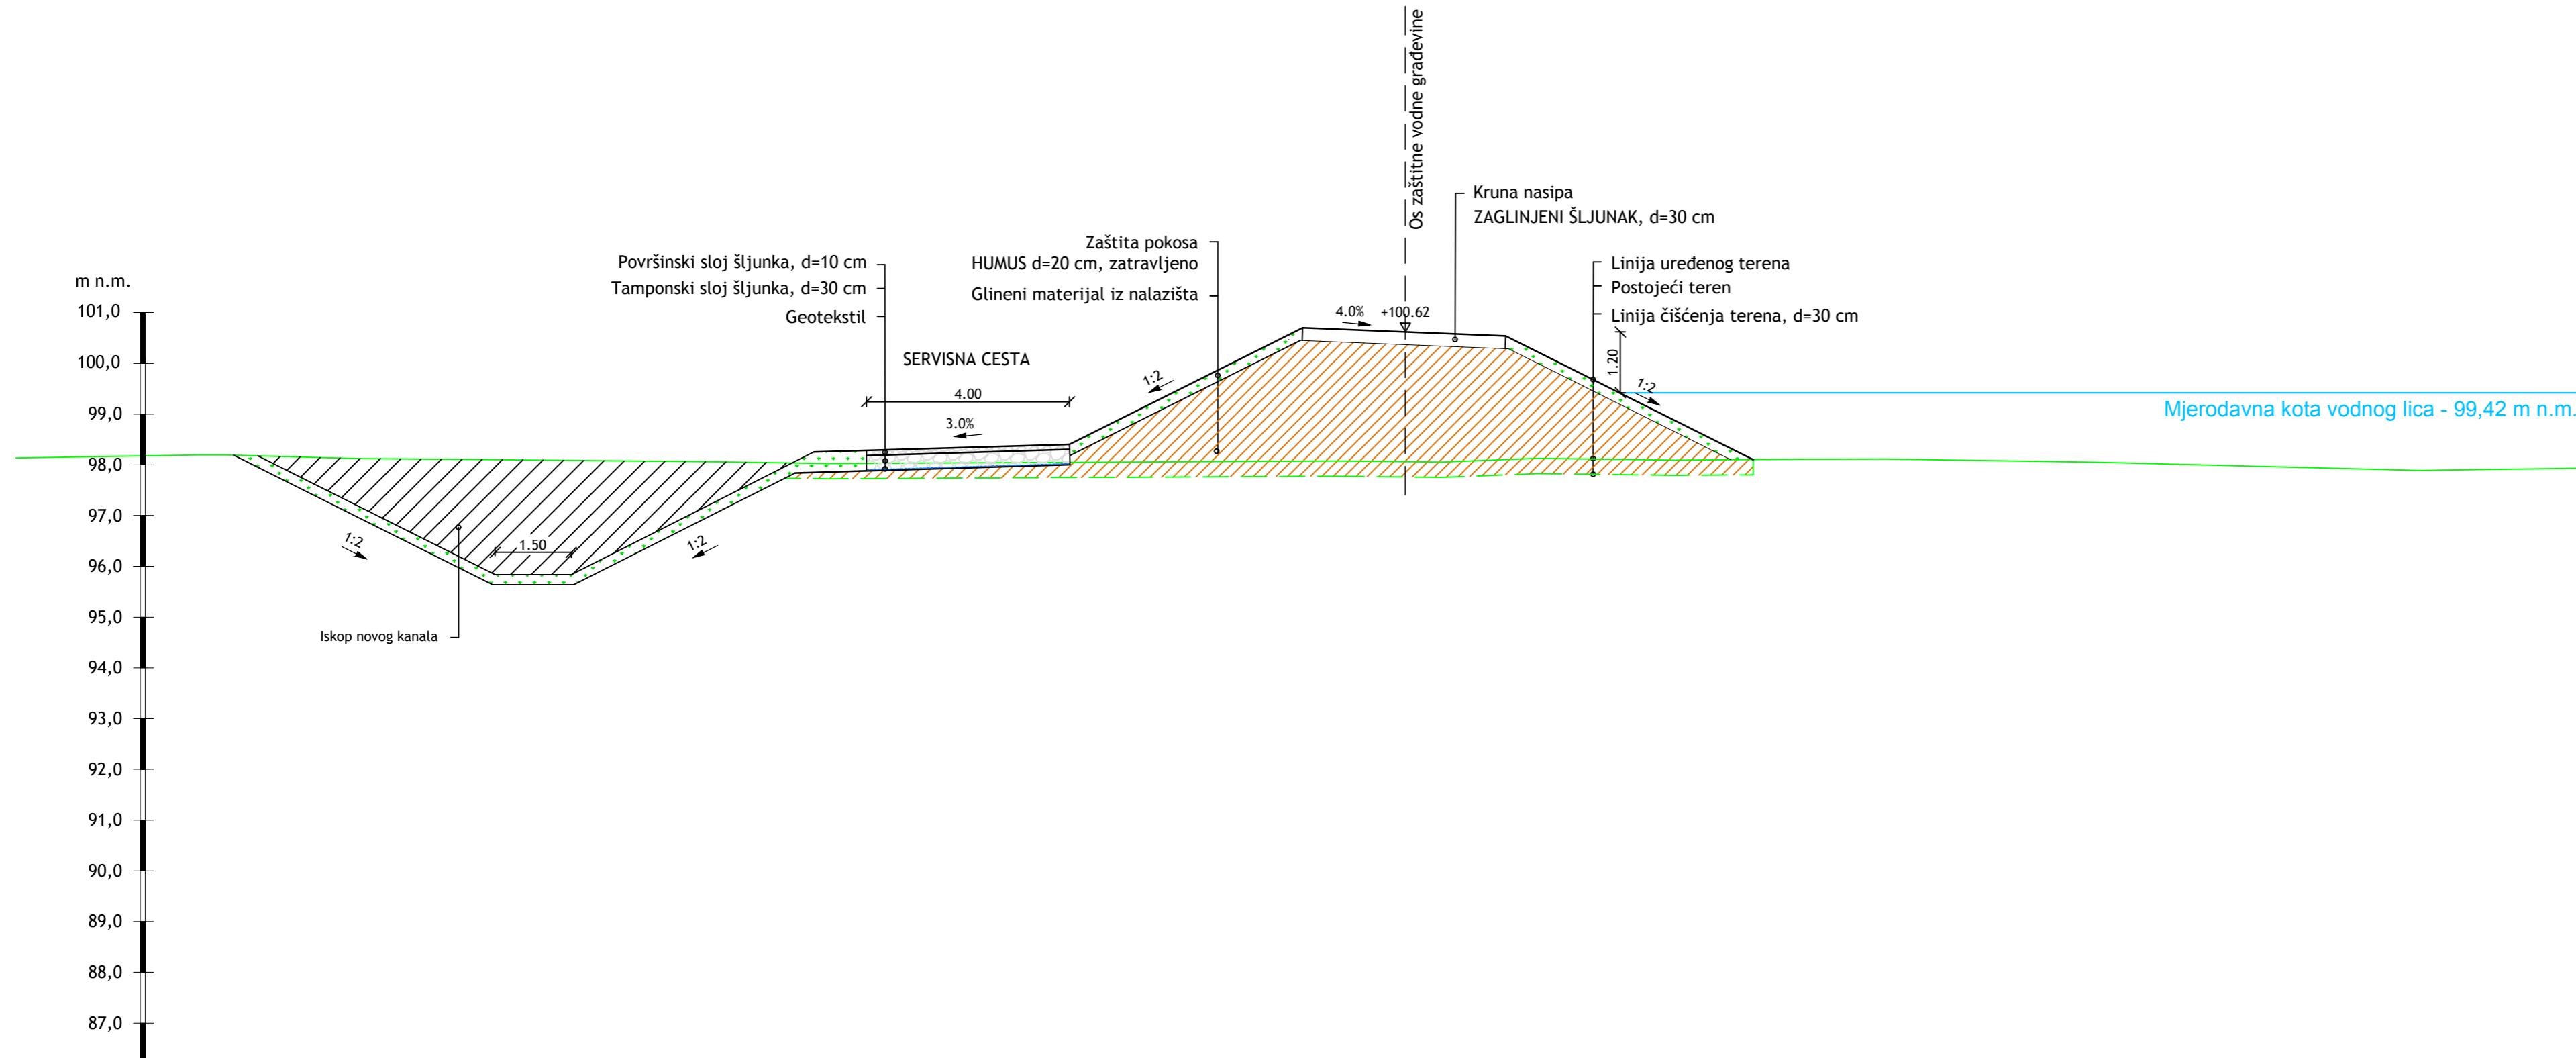 Os zaštitne vodne građevine
Kruna nasipa
ZAGLINJENI ŠLJUNAK, d=30 cm
Zaštita pokosa
HUMUS d=20 cm, zatravljeno
Glineni materijal iz nalazišta
Površinski sloj šljunka, d=10 cm
Tamponski sloj šljunka, d=30 cm
Geotekstil
Linija uređenog terena
Postojeći teren
Linija čišćenja terena, d=30 cm
m n.m.
101,0
100,0
99,0
98,0
97,0
96,0
95,0
94,0
93,0
92,0
91,0
90,0
89,0
88,0
87,0
4.0%
+100.62
SERVISNA CESTA
4.00
3.0%
1:2
1.20
1:2
Mjerodavna kota vodnog lica - 99,42 m n.m.
1:2
1.50
1:2
Iskop novog kanala